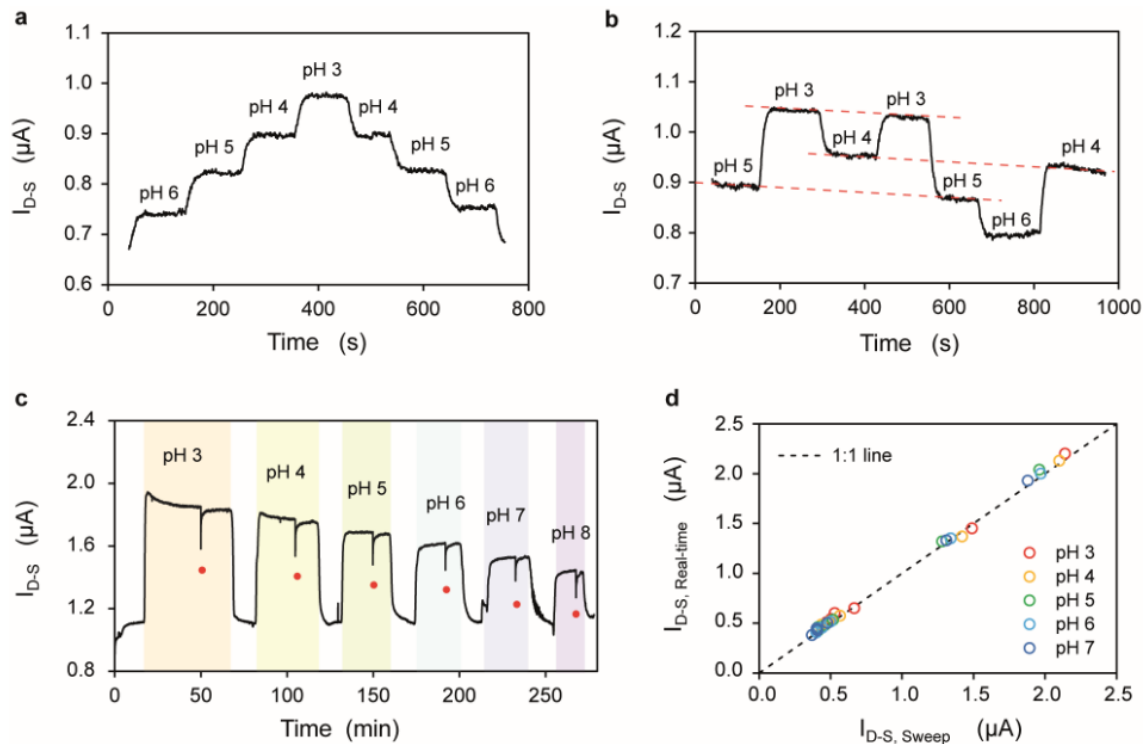 a
I D-S (μA)
1.1
1.0
0.9
0.8
0.7
0.6
pH 6
pH 5
pH 4
pH 3
pH 4
pH 5
pH 6
0 200 400 600 800
Time (s)
b
I D-S (μA)
1.2
1.1
1.0
0.9
0.8
0.7
pH 5
pH 3
pH 4
pH 3
pH 5
pH 6
pH 4
0 200 400 600 800 1000
Time (s)
c
I D-S (μA)
2.4
2.0
1.6
1.2
0.8
pH 3
pH 4
pH 5
pH 6
pH 7
pH 8
0 50 100 150 200 250
Time (min)
d
I D-S, Real-time (μA)
2.5
2.0
1.5
1.0
0.5
0.0
1:1 line
pH 3
pH 4
pH 5
pH 6
pH 7
0.0 0.5 1.0 1.5 2.0 2.5
I D-S, Sweep (μA)